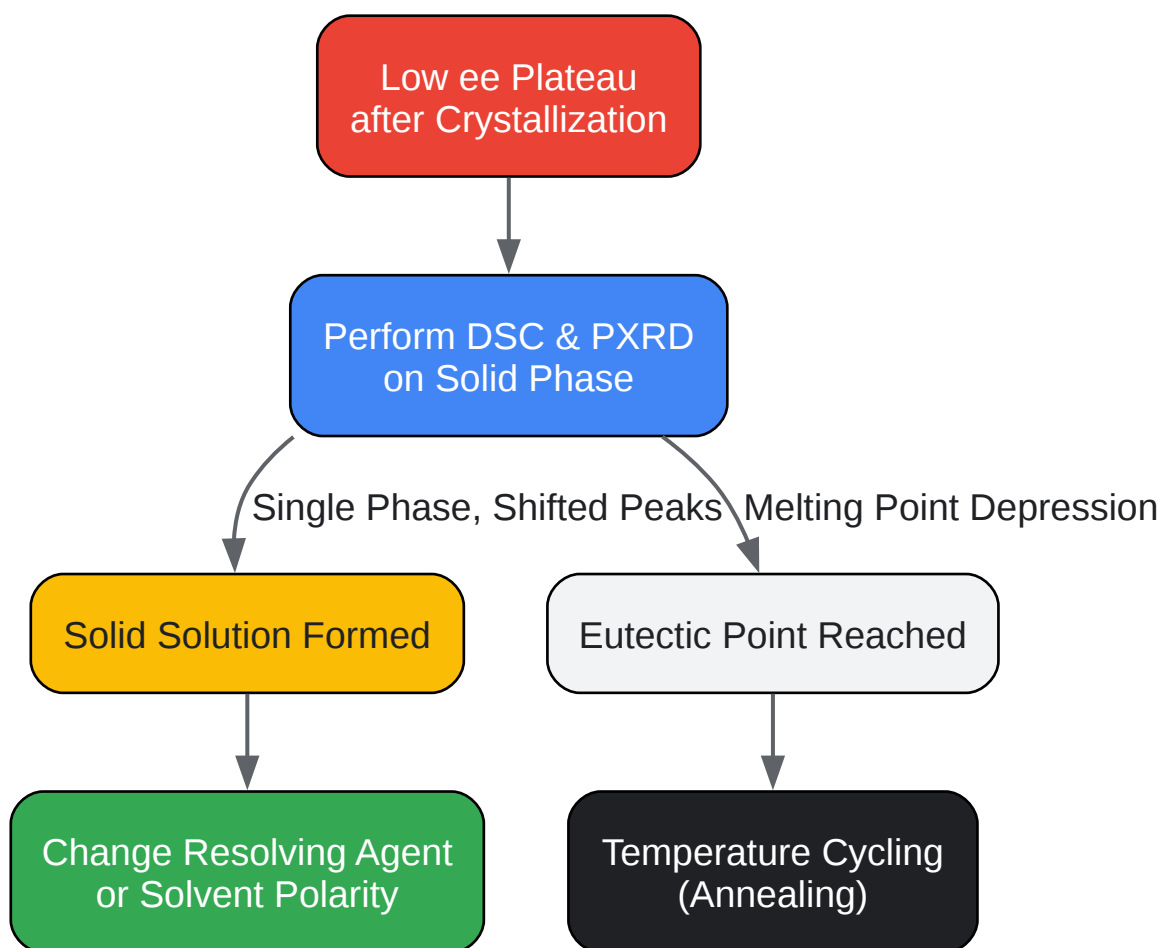 Low ee Plateau
after Crystallization
Perform DSC & PXRD
on Solid Phase
Single Phase, Shifted Peaks
Melting Point Depression
Solid Solution Formed
Eutectic Point Reached
Change Resolving Agent
or Solvent Polarity
Temperature Cycling
(Annealing)